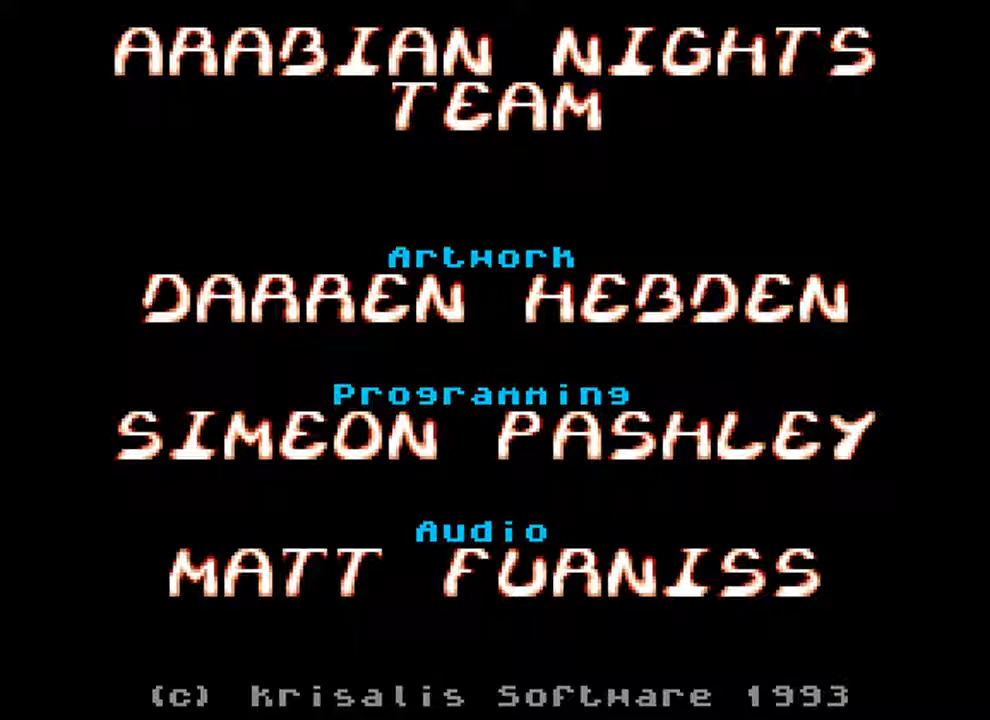 ARABIAN NIGHTS
TEAM
Artwork
DARREN HEBDEN
Programming
SIMEON PASHLEY
Audio
MATT FURNISS
(c) Krisalis Software 1993